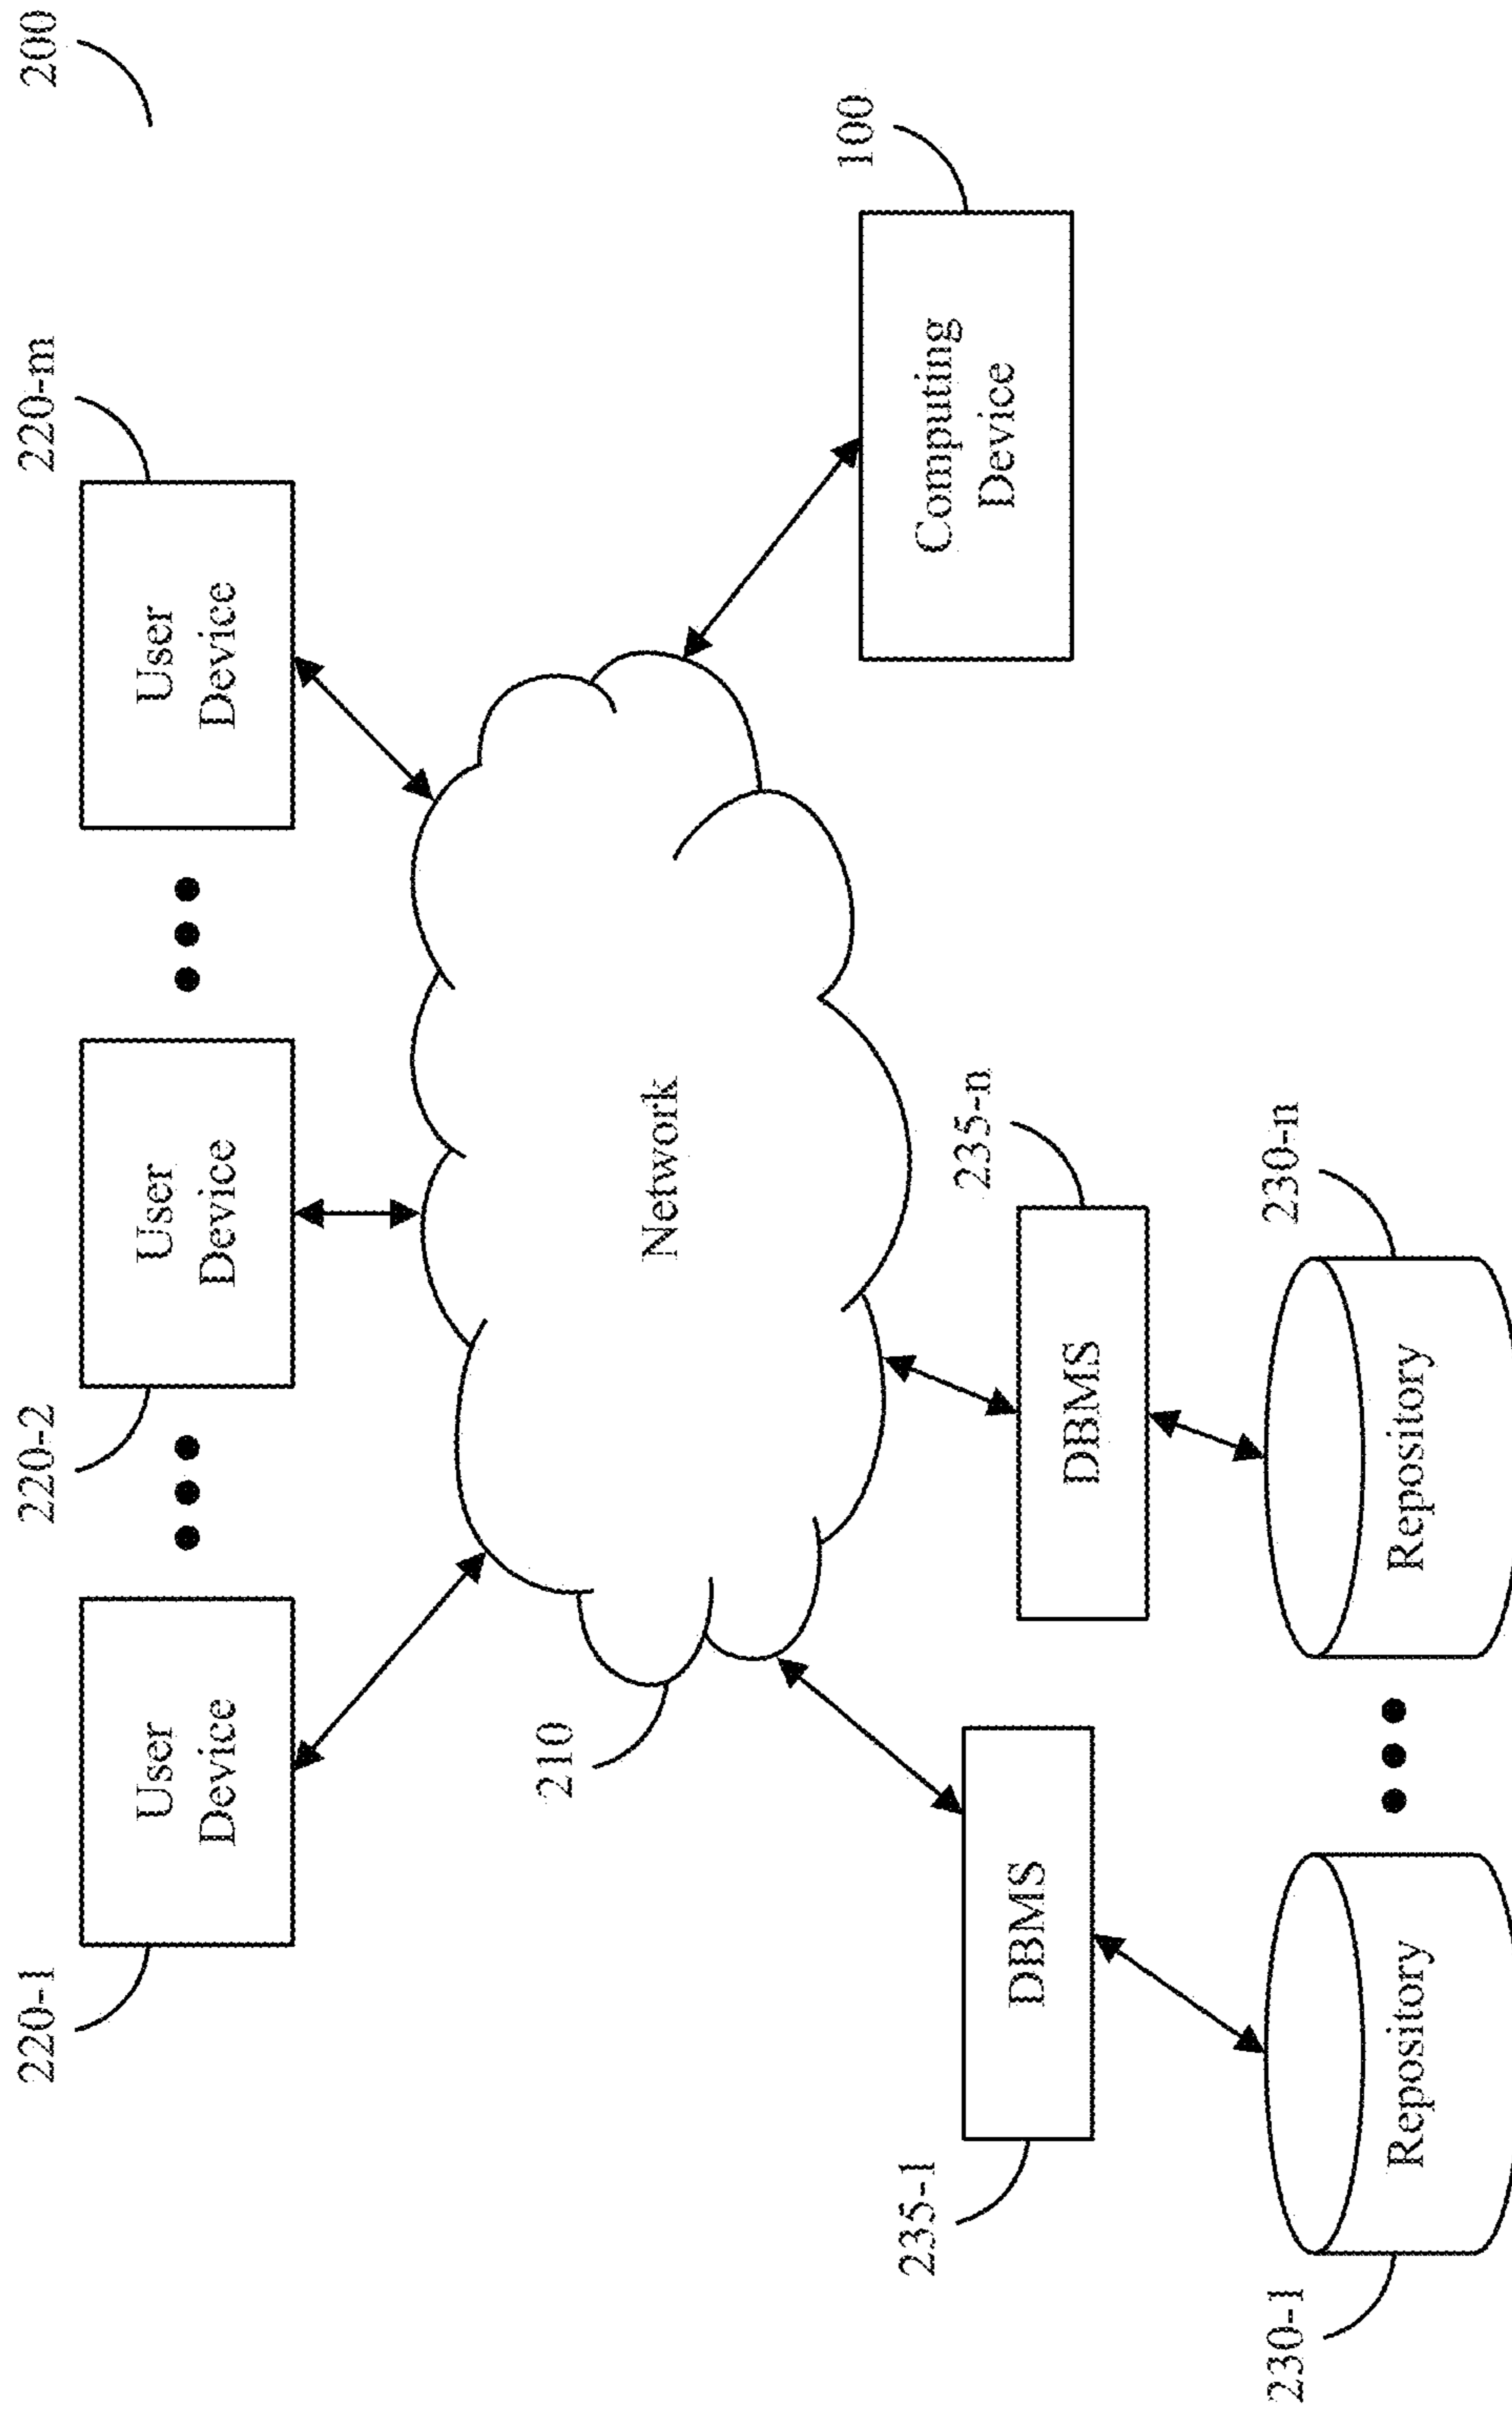 200
220-1
220-2
220-m
User
Device
User
Device
User
Device
210
Network
100
Computing
Device
235-1
DBMS
235-n
DBMS
230-1
Repository
230-n
Repository